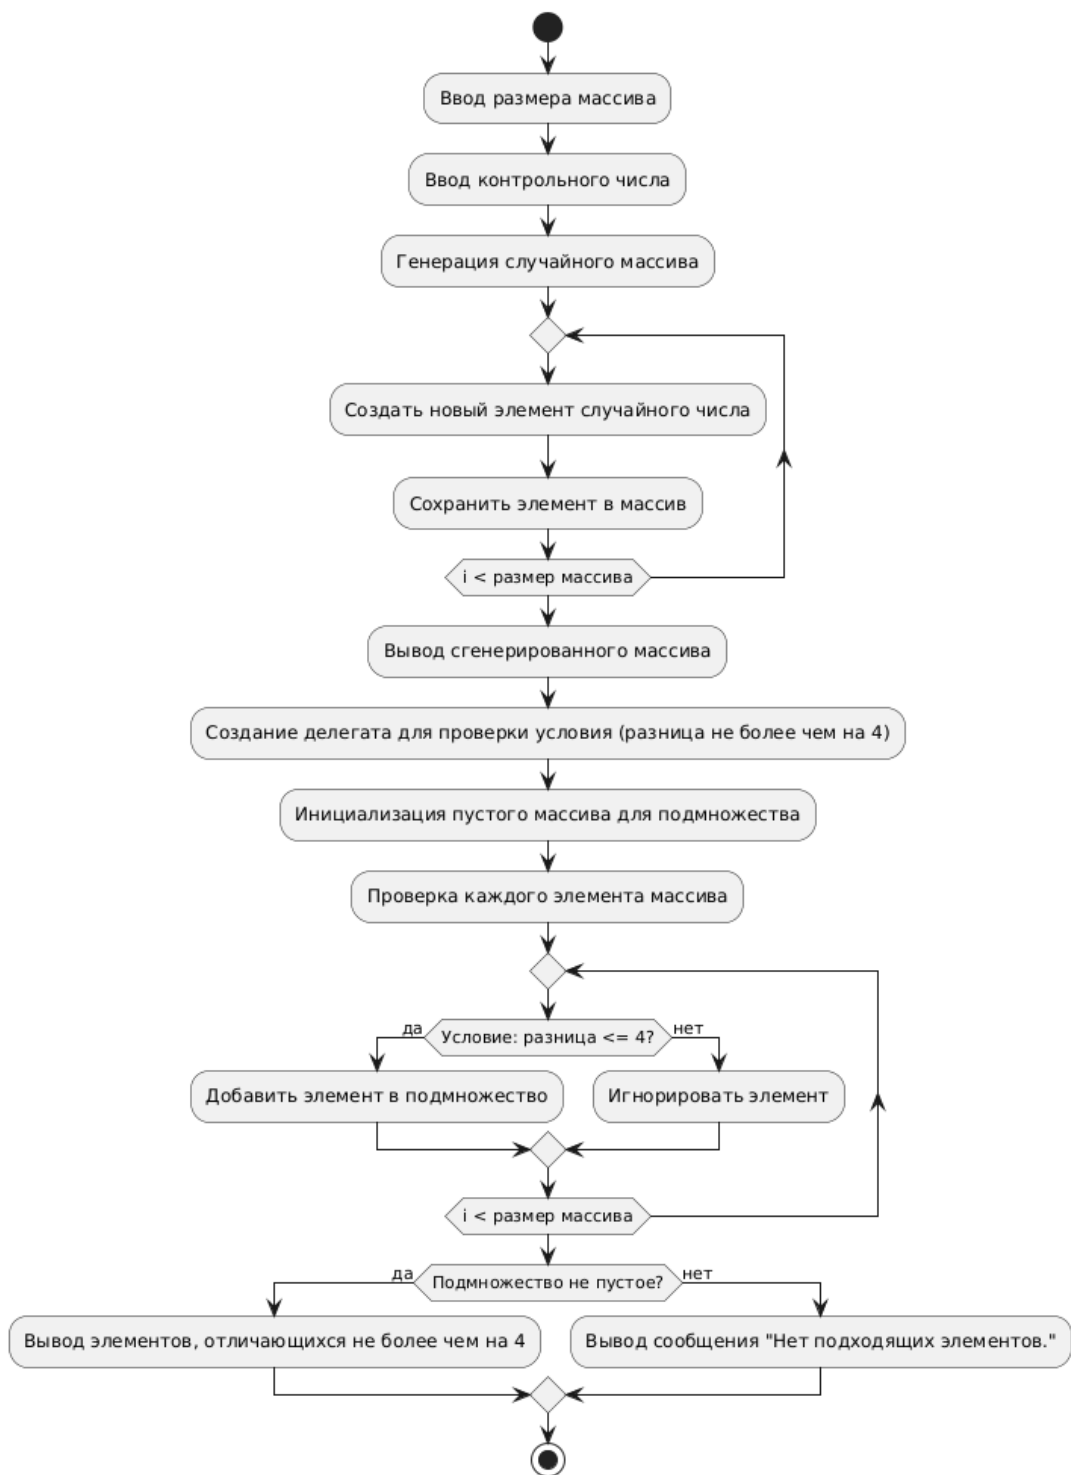 Ввод размера массива
Ввод контрольного числа
Генерация случайного массива
Создать новый элемент случайного числа
Сохранить элемент в массив
i < размер массива
Вывод сгенерированного массива
Создание делегата для проверки условия (разница не более чем на 4)
Инициализация пустого массива для подмножества
Проверка каждого элемента массива
да
Условие: разница <= 4?
нет
Добавить элемент в подмножество
Игнорировать элемент
i < размер массива
да
Подмножество не пустое?
нет
Вывод элементов, отличающихся не более чем на 4
Вывод сообщения "Нет подходящих элементов."